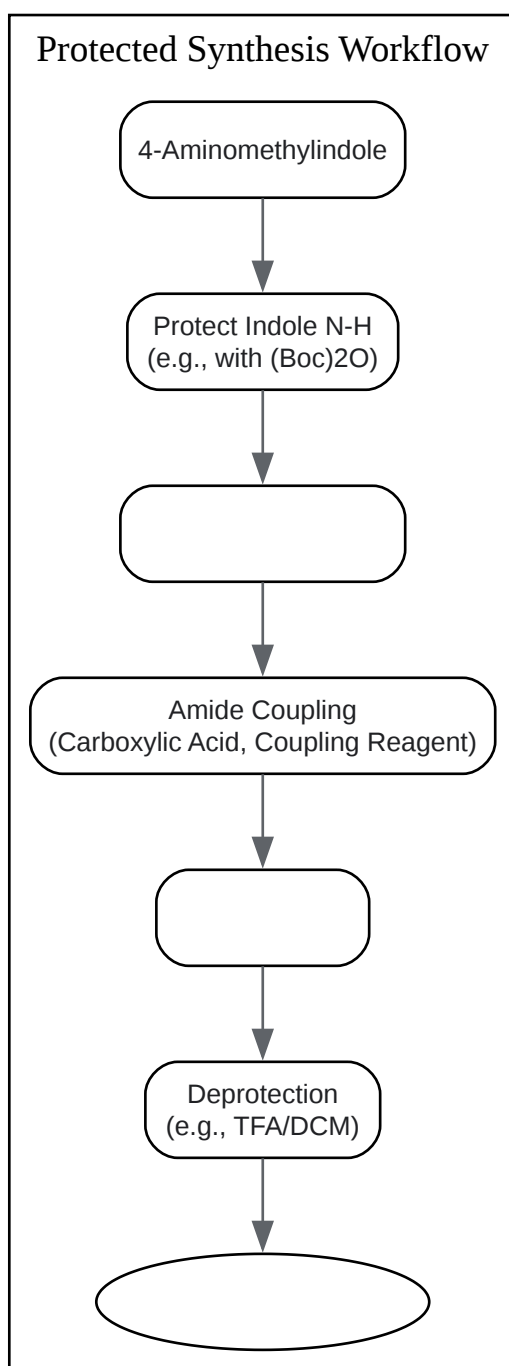 Protected Synthesis Workflow
4-Aminomethylindole
Protect Indole N-H
(e.g., with (Boc)2O)
Amide Coupling
(Carboxylic Acid, Coupling Reagent)
Deprotection
(e.g., TFA/DCM)